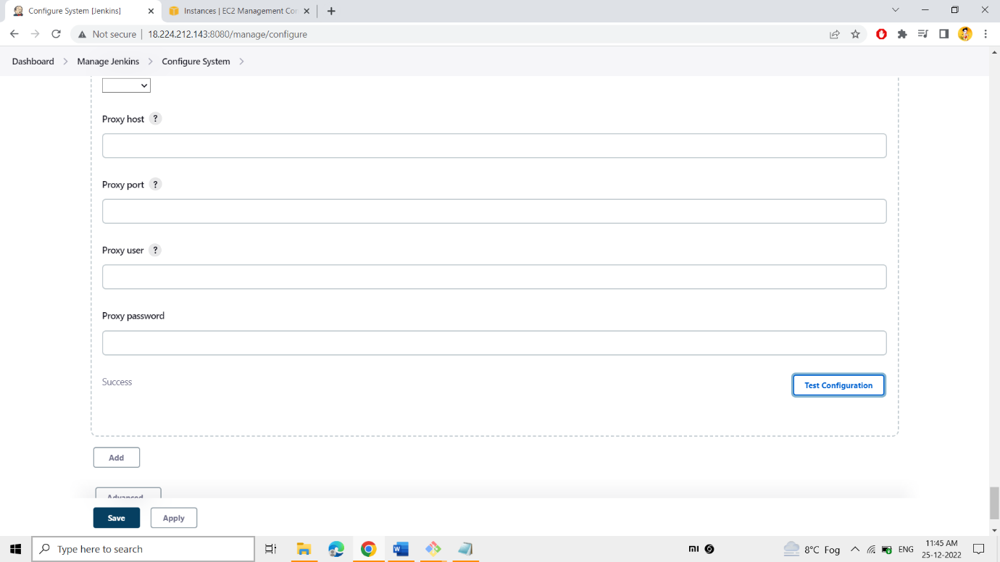 Configure System [Jenkins]
Instances | EC2 Management Con
Not secure
18.224.212.143:8080/manage/configure
Dashboard
Manage Jenkins
Configure System
Proxy host ?
Proxy port ?
Proxy user ?
Proxy password
Success
Test Configuration
Add
Advanced
Save
Apply
Type here to search
8°C Fog
ENG
11:45 AM
25-12-2022